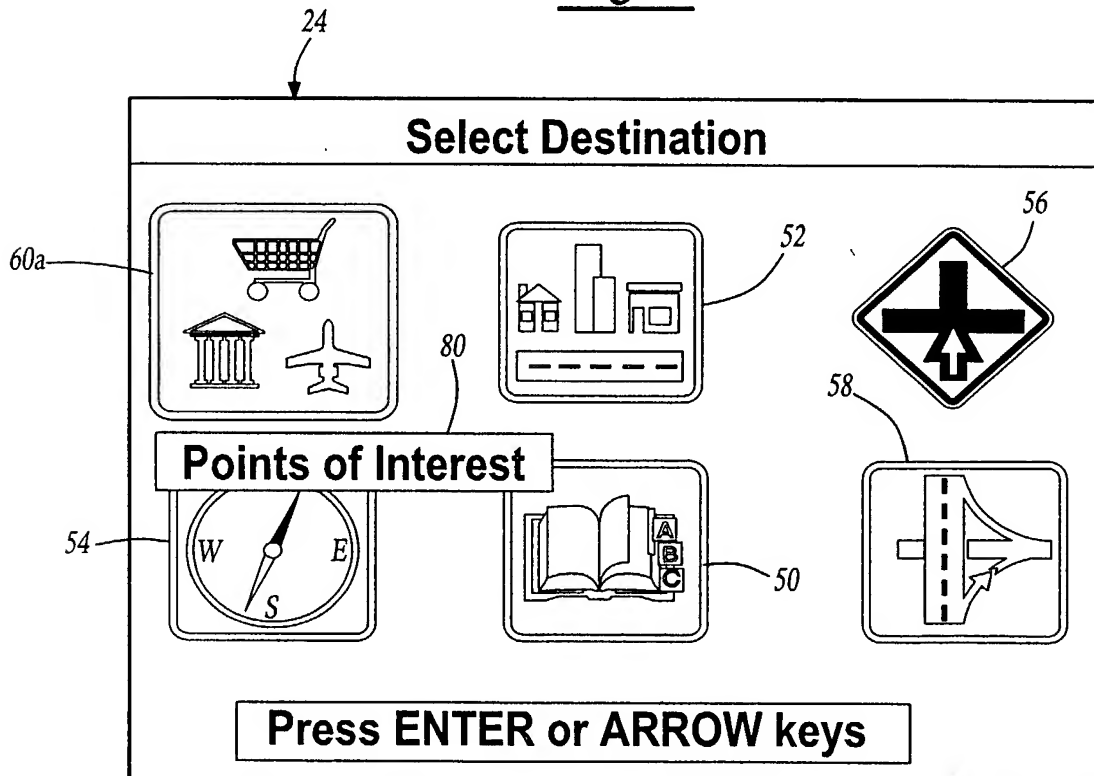 24
Select Destination
60a
52
56
80
58
Points of Interest
54
W
E
S
A
B
C
50
Press ENTER or ARROW keys